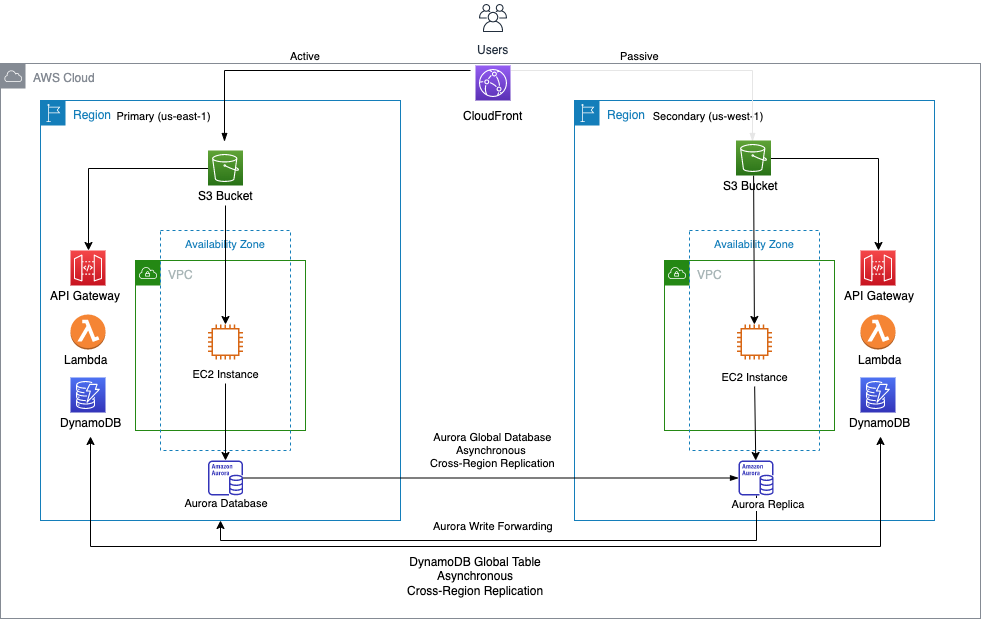 Users
Active
Passive
AWS Cloud
CloudFront
Region Primary (us-east-1)
Region Secondary (us-west-1)
S3 Bucket
S3 Bucket
Availability Zone
Availability Zone
VPC
VPC
API Gateway
API Gateway
Lambda
Lambda
EC2 Instance
EC2 Instance
DynamoDB
DynamoDB
Aurora Global Database
Asynchronous
Cross-Region Replication
Amazon
Aurora
Amazon
Aurora
Aurora Database
Aurora Replica
Aurora Write Forwarding
DynamoDB Global Table
Asynchronous
Cross-Region Replication